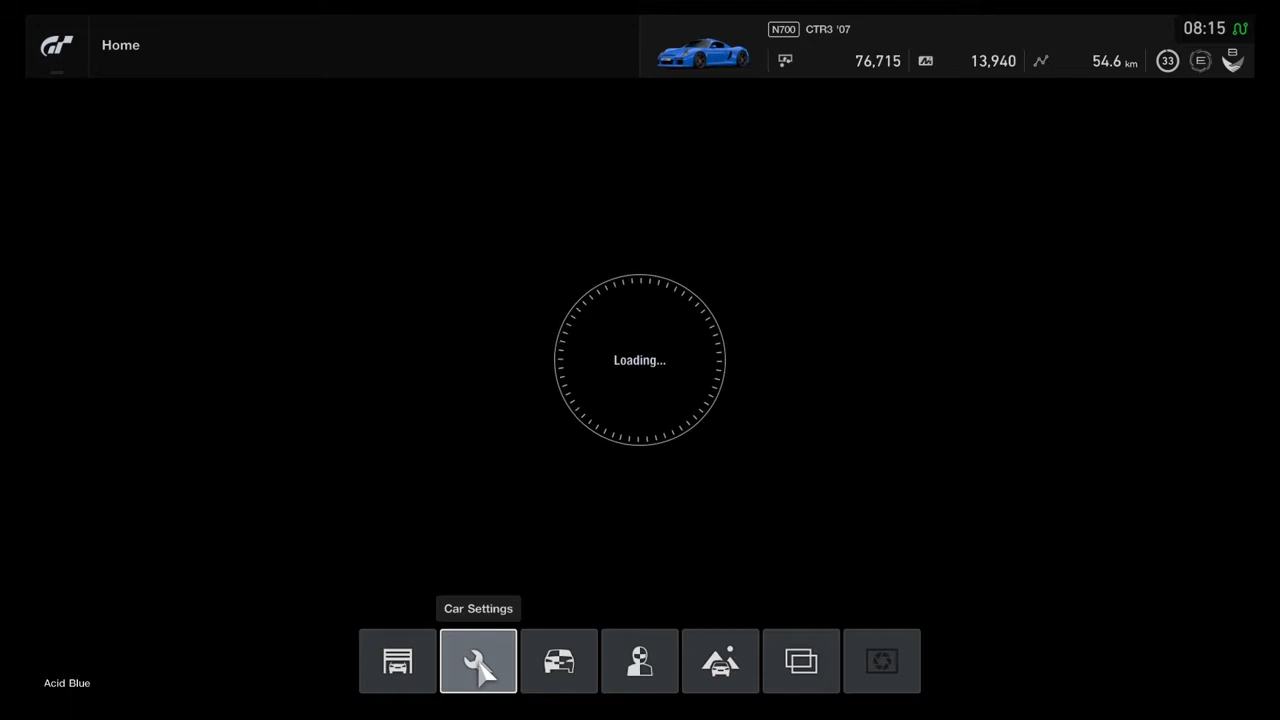 Home
N700 CTR3 '07
08:15
76,715
13,940
54.6 km
33
E
B
Loading...
Car Settings
Acid Blue